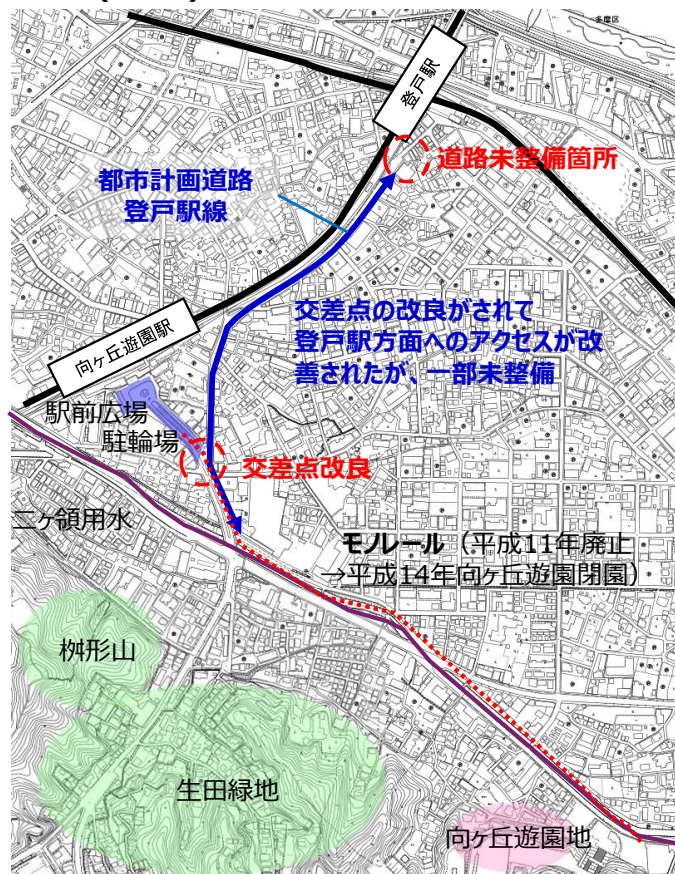 多摩区
登戸駅
道路未整備箇所
都市計画道路
登戸駅線
交差点の改良がされて
登戸駅方面へのアクセスが改
善されたが、一部未整備
向ヶ丘遊園駅
駅前広場
駐輪場
交差点改良
二ヶ領用水
モノレール（平成11年廃止
→平成14年向ヶ丘遊園閉園）
桝形山
生田緑地
向ヶ丘遊園地